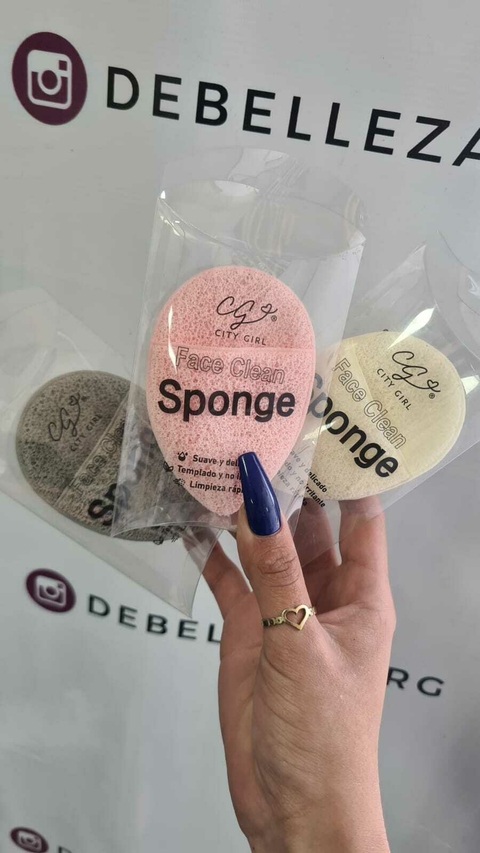 DEBELLEZA
CG®
CITY GIRL
Face Clean
Sponge
Suave y del
Templado y no i
Limpieza ráp
CG®
CITY GIRL
Face Clean
Sponge
CG
CITY GIRL
DEBEL
RG